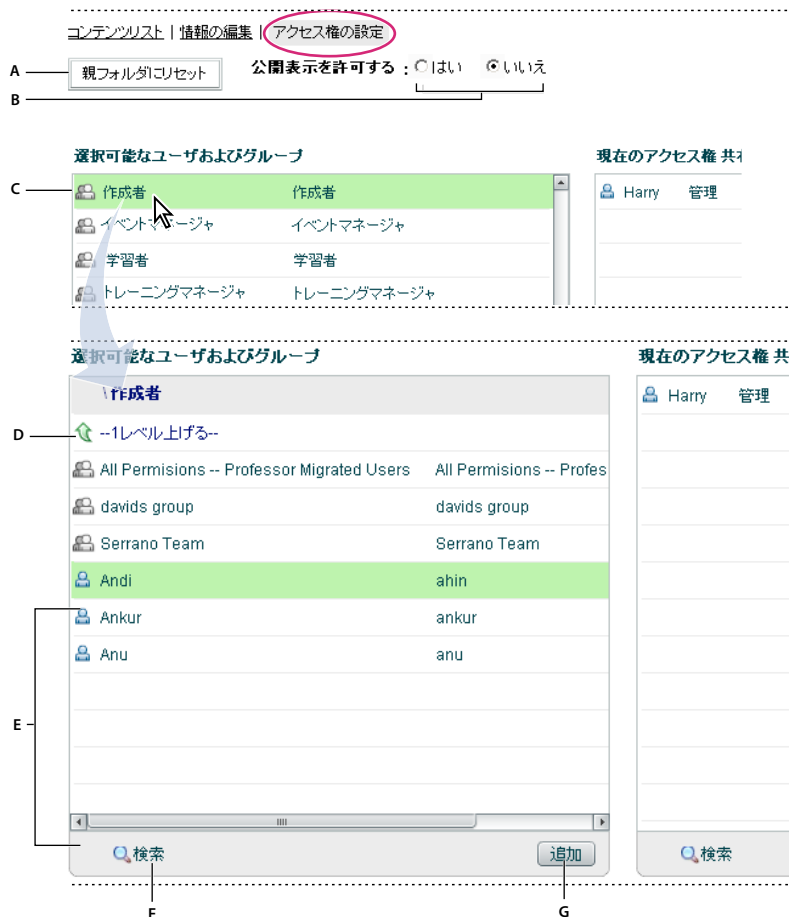 コンテンツリスト | 情報の編集 | アクセス権の設定
A 親フォルダにリセット 公開表示を許可する : はい いいえ
B
選択可能なユーザおよびグループ 現在のアクセス権 共有
C 作成者 作成者 Harry 管理
イベントマネージャ イベントマネージャ
学習者 学習者
トレーニングマネージャ トレーニングマネージャ
選択可能なユーザおよびグループ 現在のアクセス権 共
\作成者 Harry 管理
D --1レベル上げる--
All Permisions -- Professor Migrated Users All Permisions -- Profes
davids group davids group
Serrano Team Serrano Team
Andi ahin
Ankur ankur
Anu anu
E
検索 追加 検索
F G